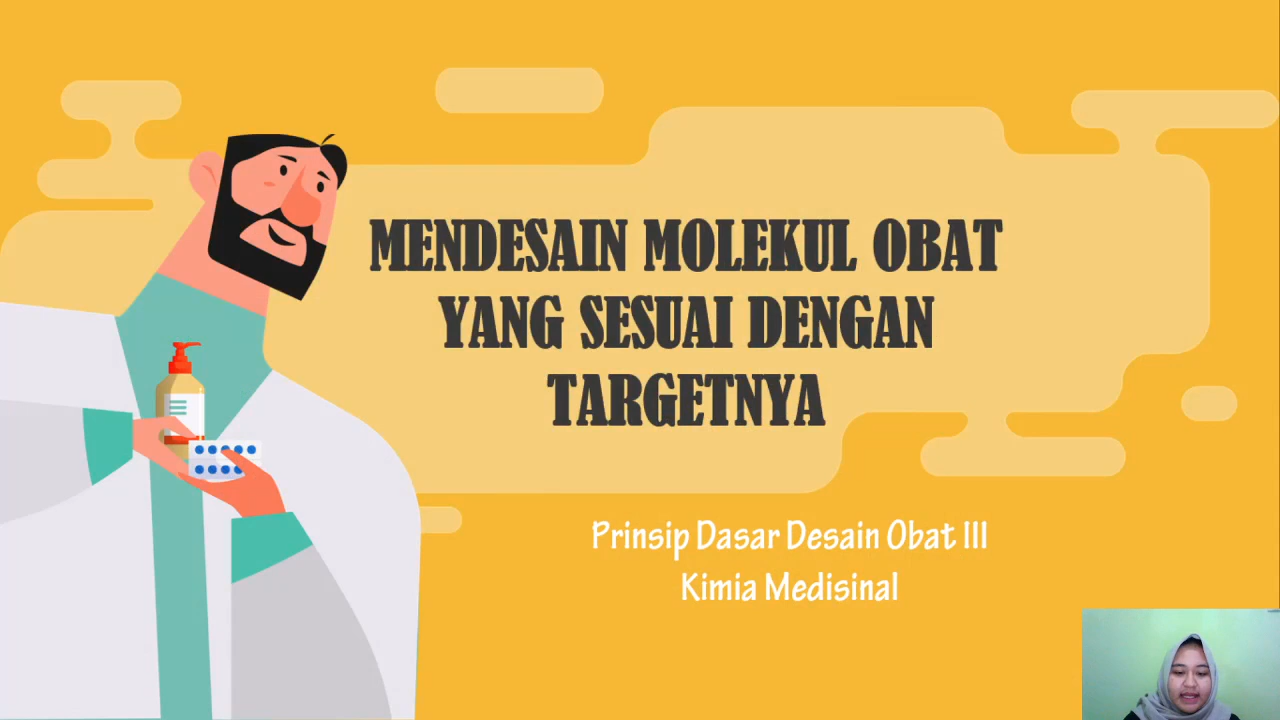 MENDESAIN MOLEKUL OBAT
YANG SESUAI DENGAN
TARGETNYA
Prinsip Dasar Desain Obat III
Kimia Medisinal